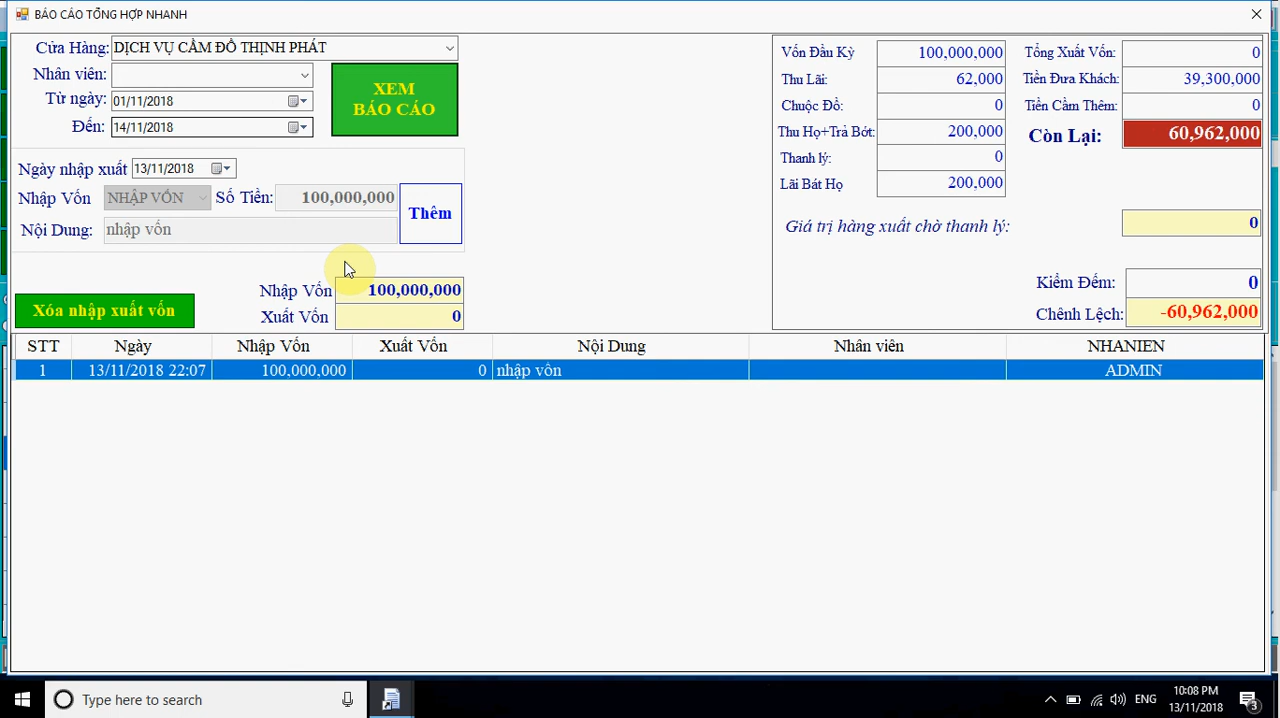 BÁO CÁO TỔNG HỢP NHANH
Cửa Hàng: DỊCH VỤ CẦM ĐỒ THỊNH PHÁT
Nhân viên:
Từ ngày: 01/11/2018
Đến: 14/11/2018
XEM
BÁO CÁO
Ngày nhập xuất 13/11/2018
Nhập Vốn NHẬP VỐN Số Tiền: 100,000,000
Nội Dung: nhập vốn
Thêm
Nhập Vốn 100,000,000
Xuất Vốn 0
Xóa nhập xuất vốn
Vốn Đầu Kỳ 100,000,000
Thu Lãi: 62,000
Chuộc Đồ: 0
Thu Họ+Trả Bớt: 200,000
Thanh lý: 0
Lãi Bát Họ 200,000
Tổng Xuất Vốn: 0
Tiền Đưa Khách: 39,300,000
Tiền Cầm Thêm: 0
Còn Lại: 60,962,000
Giá trị hàng xuất chờ thanh lý: 0
Kiểm Đếm: 0
Chênh Lệch: -60,962,000
STT Ngày Nhập Vốn Xuất Vốn Nội Dung Nhân viên NHANIEN
1 13/11/2018 22:07 100,000,000 0 nhập vốn ADMIN
Type here to search
ENG
10:08 PM
13/11/2018
3